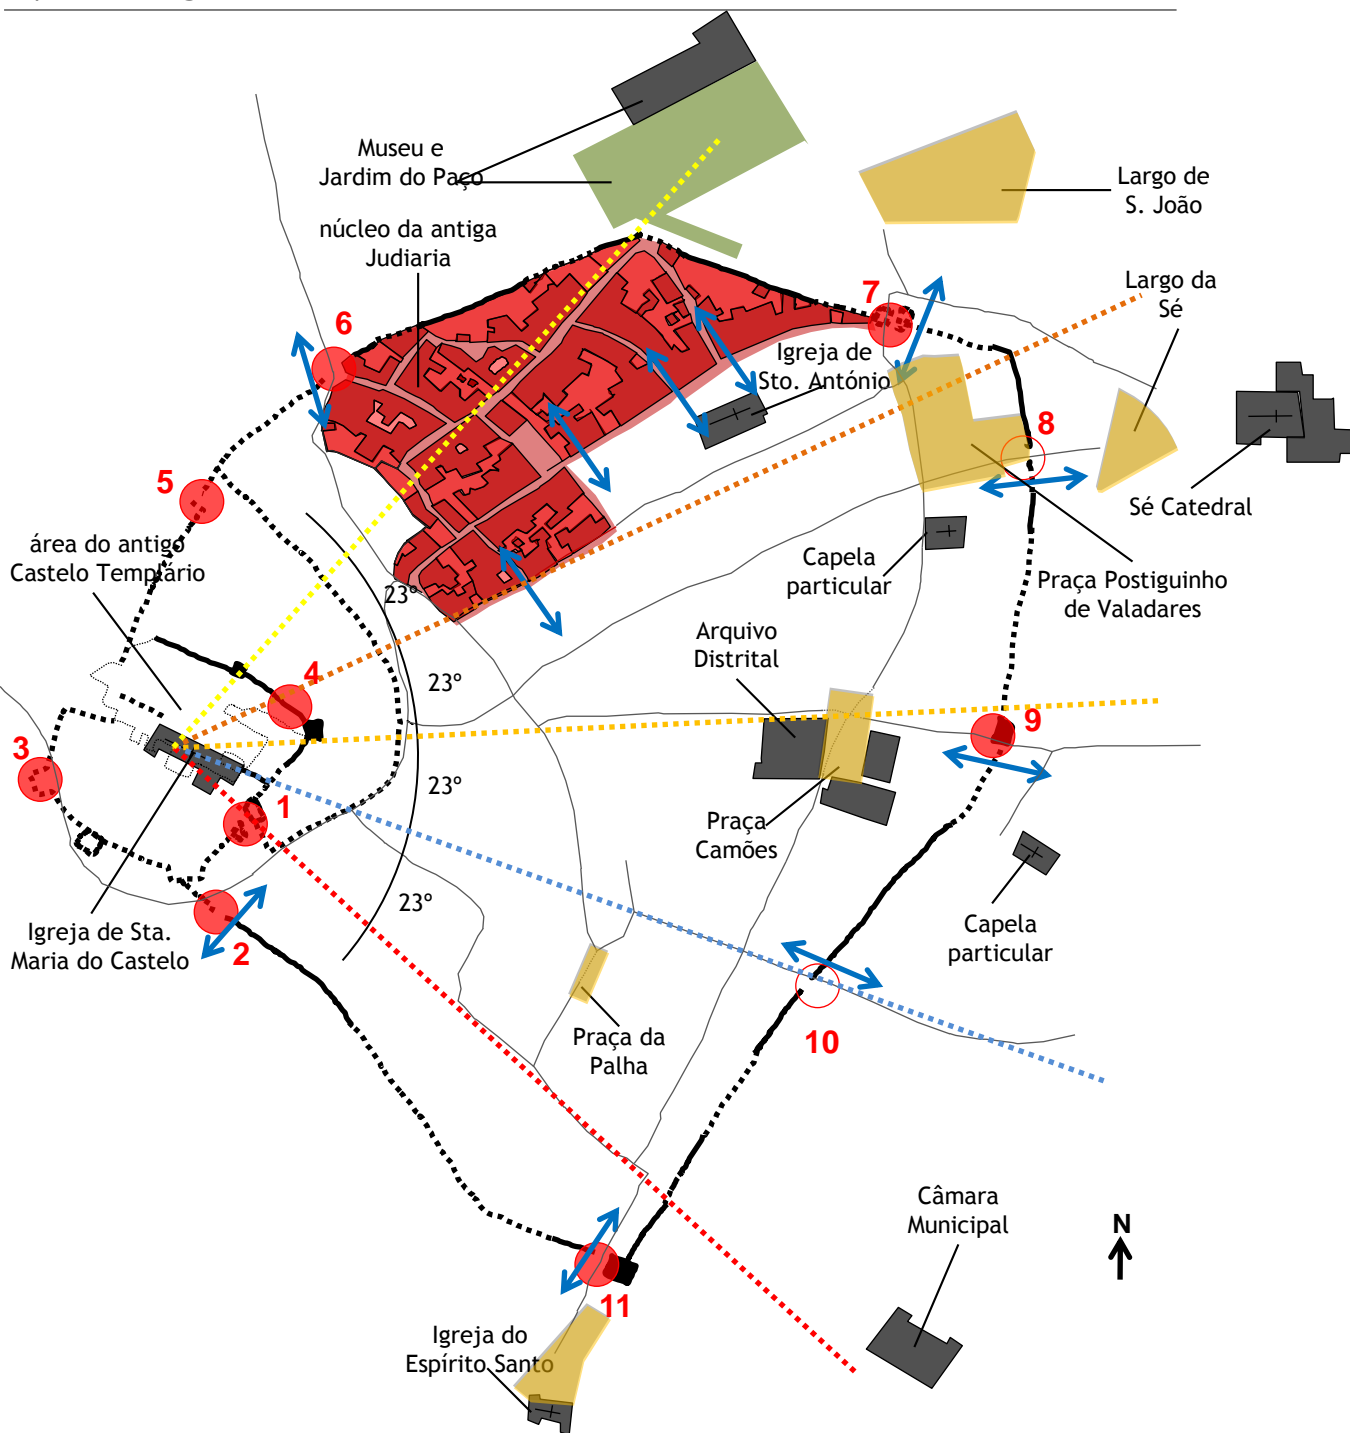 Museu e
Jardim do Paço
Largo de
S. João
núcleo da antiga
Judiaria
Largo da
Sé
7
6
Igreja de
Sto. António
8
5
Sé Catedral
área do antigo
Castelo Templário
Capela
particular
Praça Postiguinho
de Valadares
23º
Arquivo
Distrital
4
23º
9
3
23º
1
Praça
Camões
23º
Capela
particular
Igreja de Sta.
Maria do Castelo
2
10
Praça da
Palha
Câmara
Municipal
N
11
Igreja do
Espírito Santo